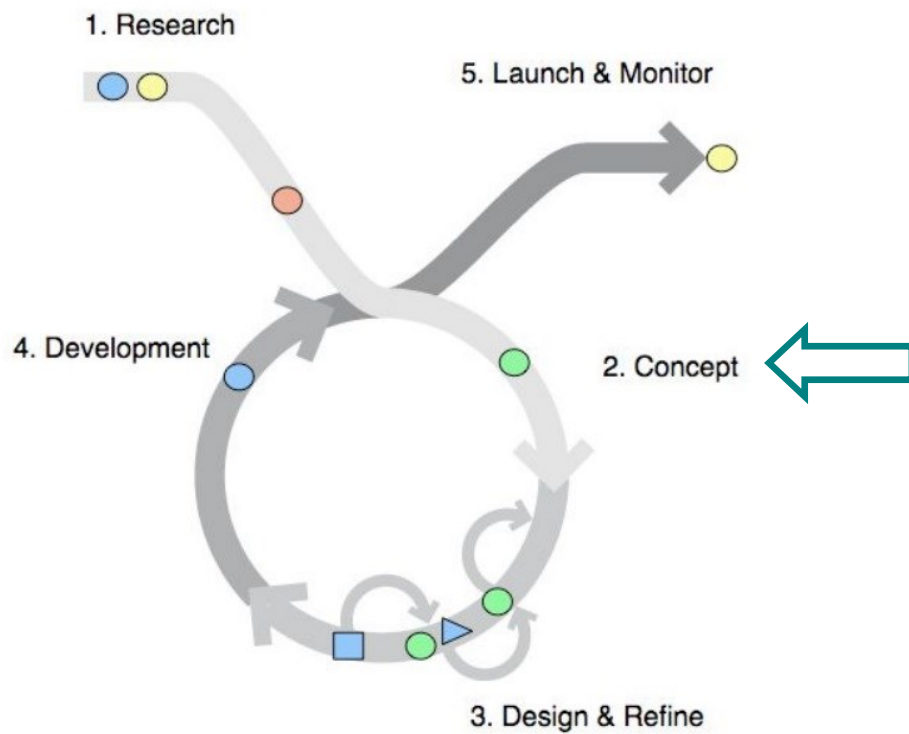 1. Research
5. Launch & Monitor
4. Development
2. Concept
3. Design & Refine